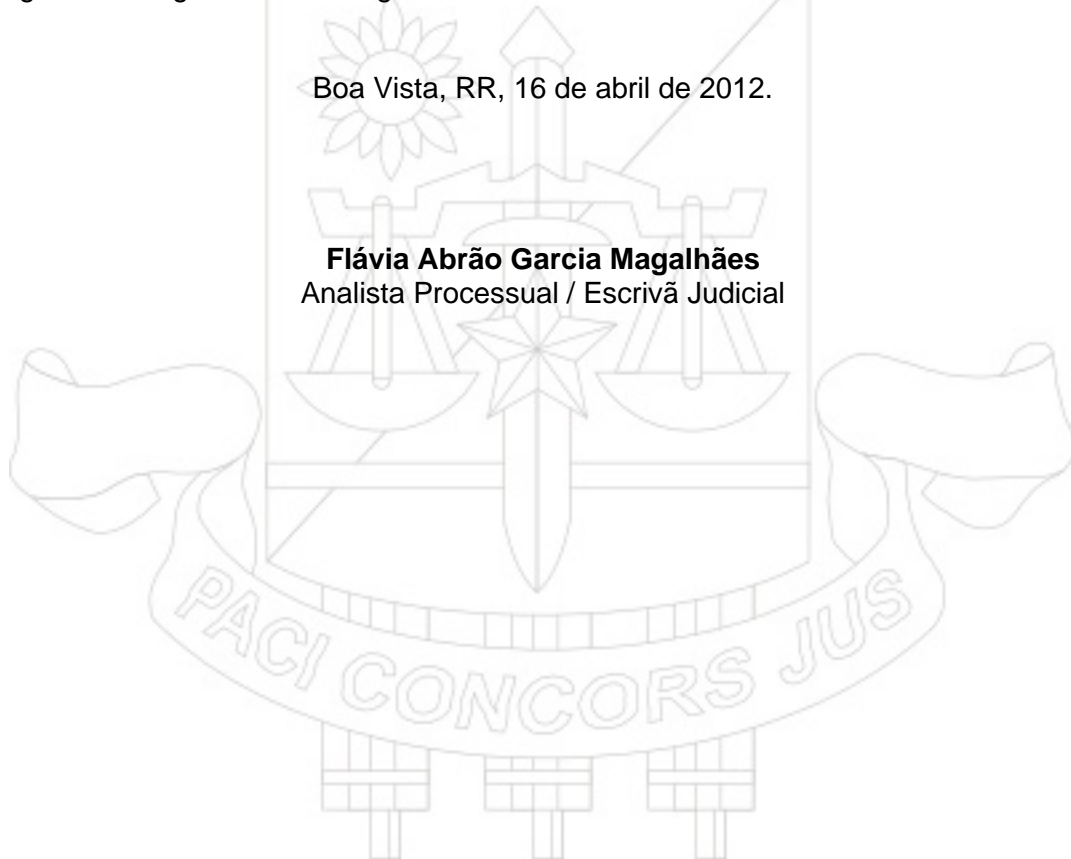 Boa Vista, RR, 16 de abril de 2012.
Flávia Abrão Garcia Magalhães
Analista Processual / Escrivã Judicial
PACI CONCORS JUS